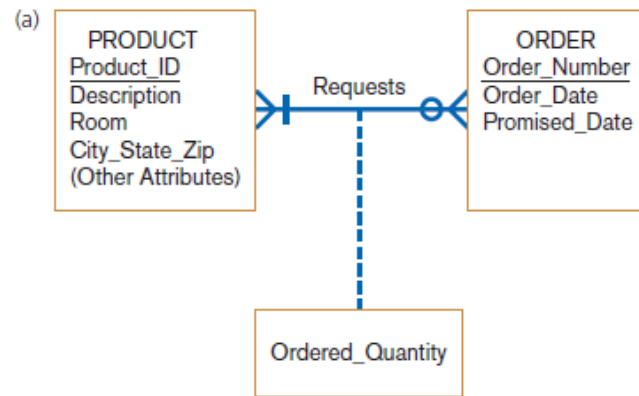 (a)
PRODUCT
Product_ID
Description
Room
City_State_Zip
(Other Attributes)
Requests
ORDER
Order_Number
Order_Date
Promised_Date
Ordered_Quantity